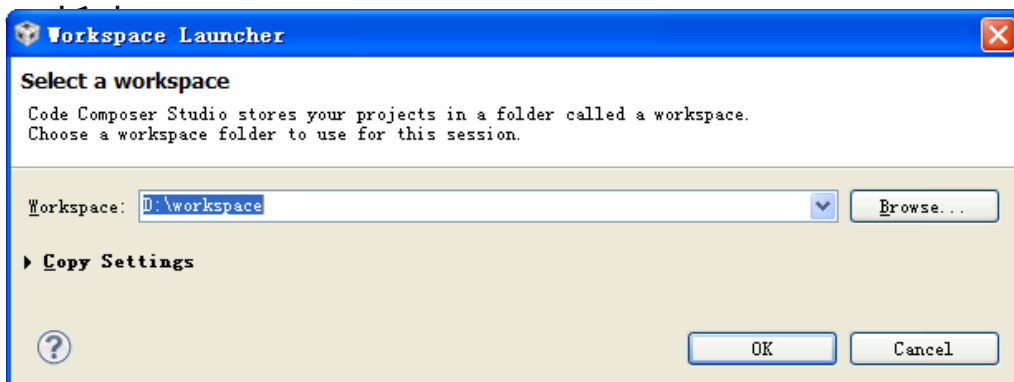 Workspace Launcher
Select a workspace
Code Composer Studio stores your projects in a folder called a workspace.
Choose a workspace folder to use for this session.
Workspace: D:\workspace Browse...
Copy Settings
OK Cancel